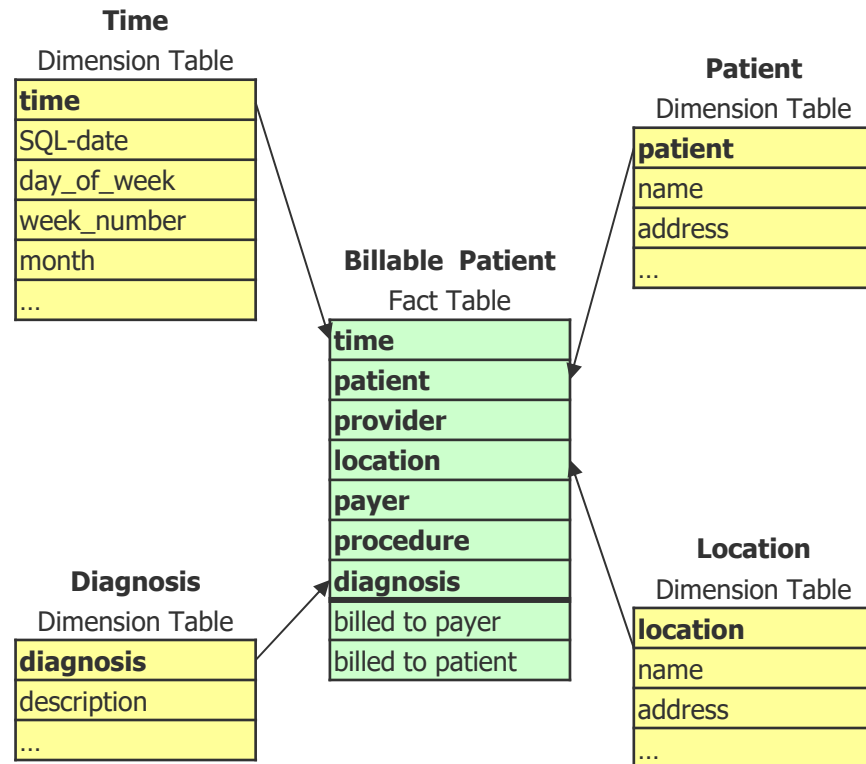 Time
Dimension Table
time
SQL-date
day_of_week
week_number
month
...
Patient
Dimension Table
patient
name
address
...
Billable Patient
Fact Table
time
patient
provider
location
payer
procedure
diagnosis
billed to payer
billed to patient
Diagnosis
Dimension Table
diagnosis
description
...
Location
Dimension Table
location
name
address
...